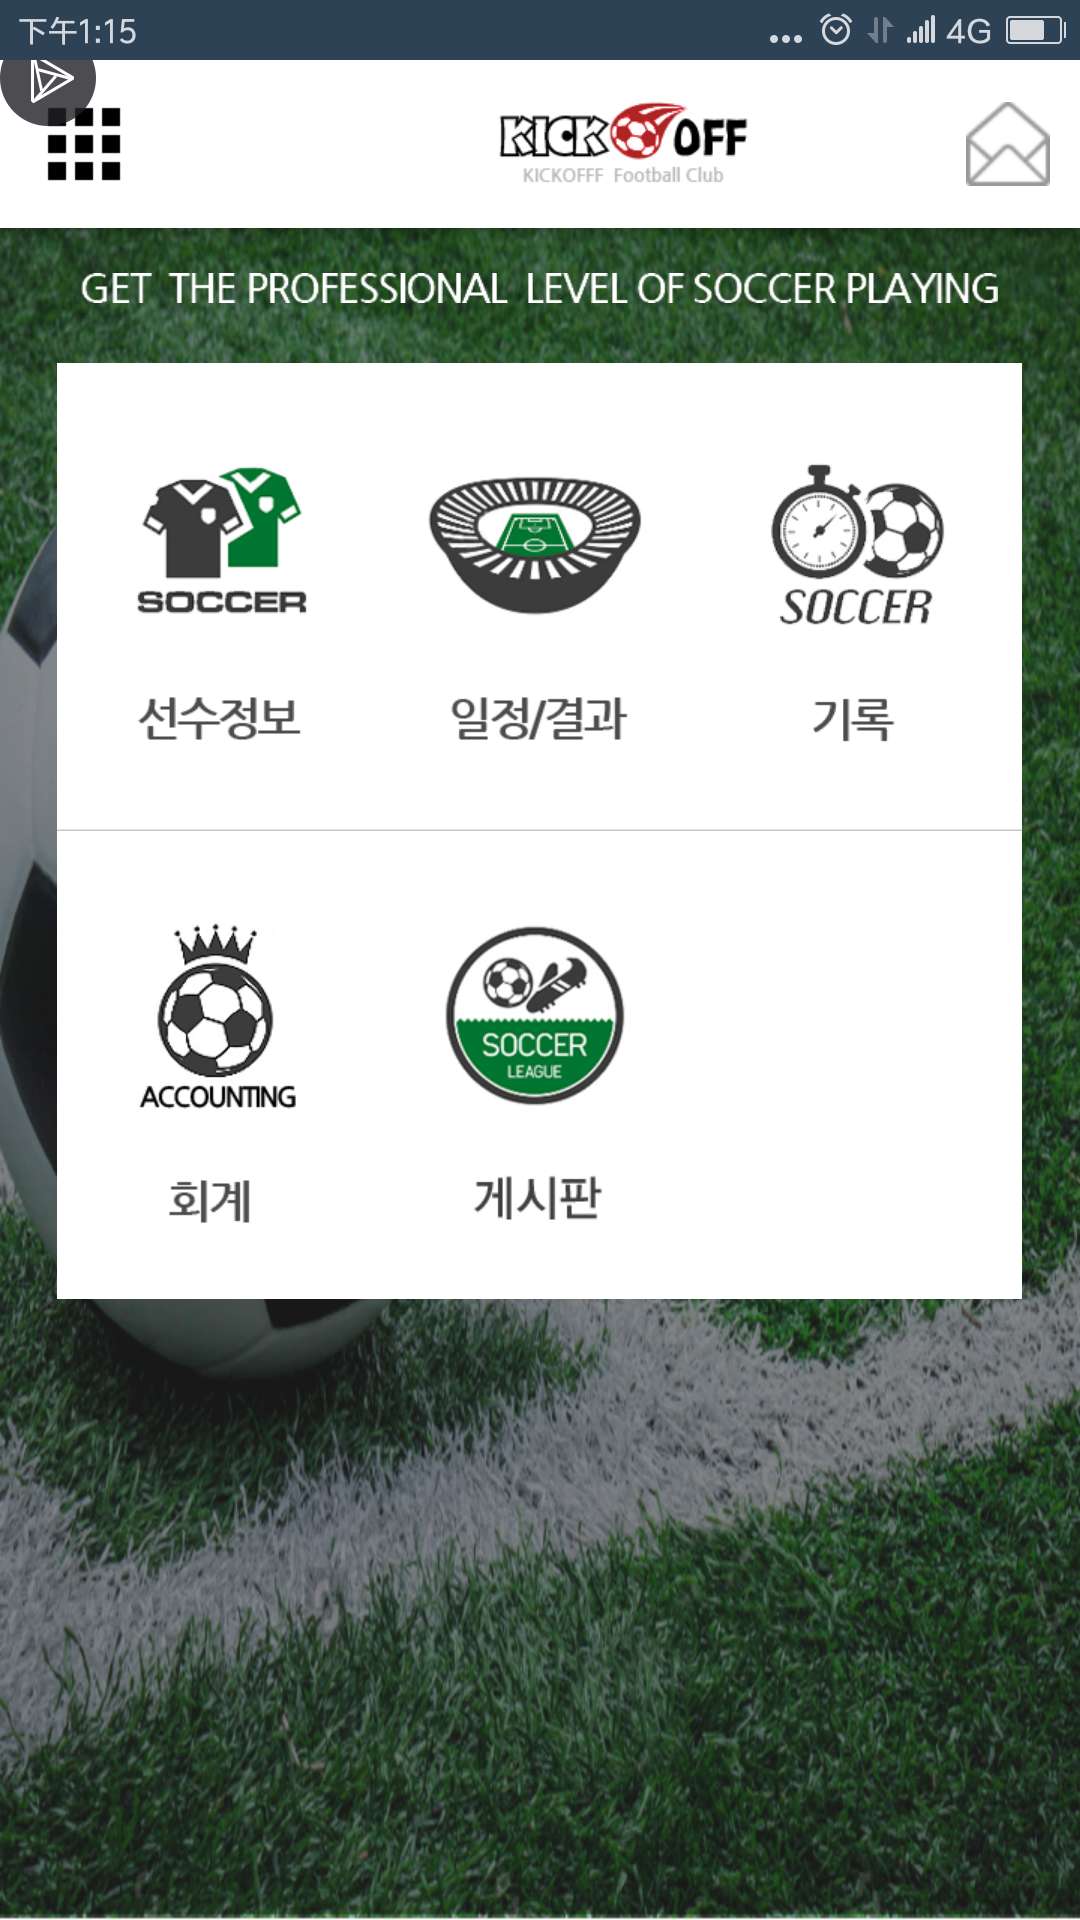 下午1:15
4G
KICK OFF
KICKOFFF Football Club
GET THE PROFESSIONAL LEVEL OF SOCCER PLAYING
SOCCER
SOCCER
선수정보
일정/결과
기록
SOCCER
LEAGUE
ACCOUNTING
회계
게시판